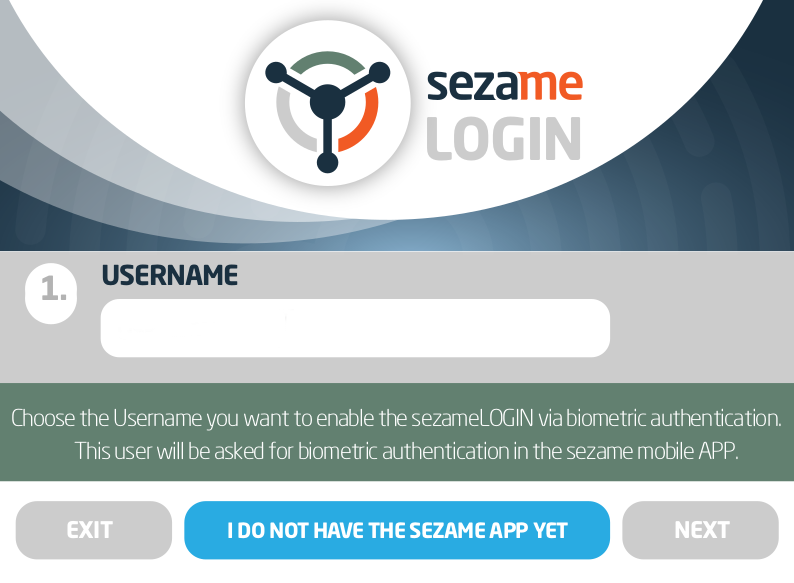 sezame
LOGIN
1.
USERNAME
Choose the Username you want to enable the sezameLOGIN via biometric authentication.
This user will be asked for biometric authentication in the sezame mobile APP.
EXIT
I DO NOT HAVE THE SEZAME APP YET
NEXT